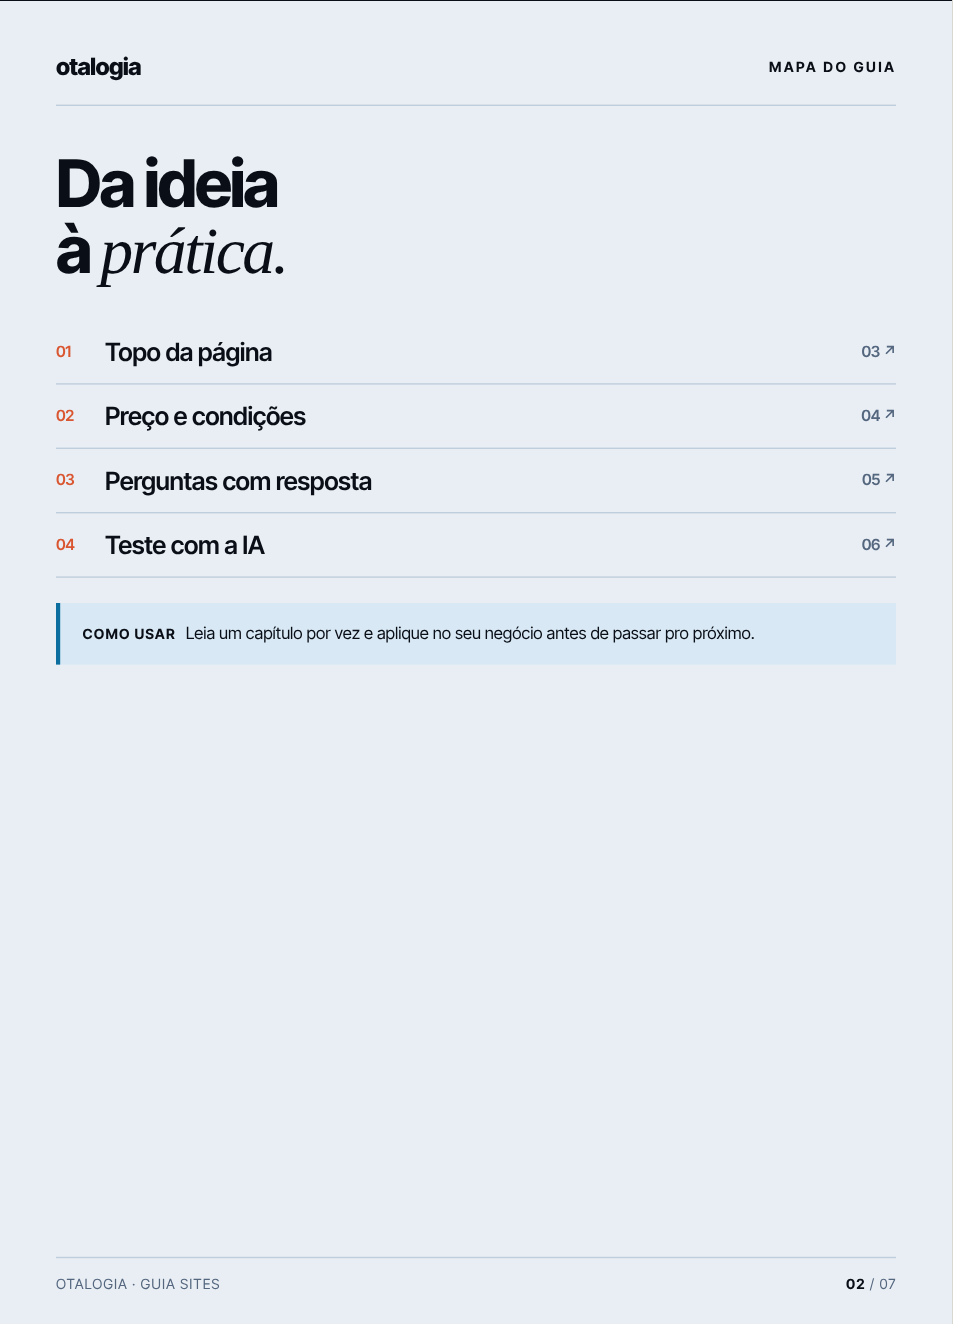 otalogia
MAPA DO GUIA
Da ideia
à prática.
01 Topo da página 03 ↗
02 Preço e condições 04 ↗
03 Perguntas com resposta 05 ↗
04 Teste com a IA 06 ↗
COMO USAR Leia um capítulo por vez e aplique no seu negócio antes de passar pro próximo.
OTALOGIA · GUIA SITES
02 / 07